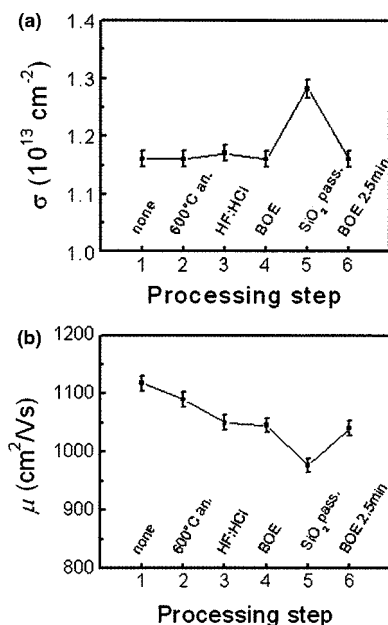 (a)
σ (10¹³ cm⁻²)
1.4
1.3
1.2
1.1
1.0
none
600°C an.
HF:HCl
BOE
SiO₂ pass.
BOE 2.5min
1 2 3 4 5 6
Processing step
(b)
μ (cm²/Vs)
1200
1100
1000
900
800
none
600°C an.
HF:HCl
BOE
SiO₂ pass.
BOE 2.5min
1 2 3 4 5 6
Processing step